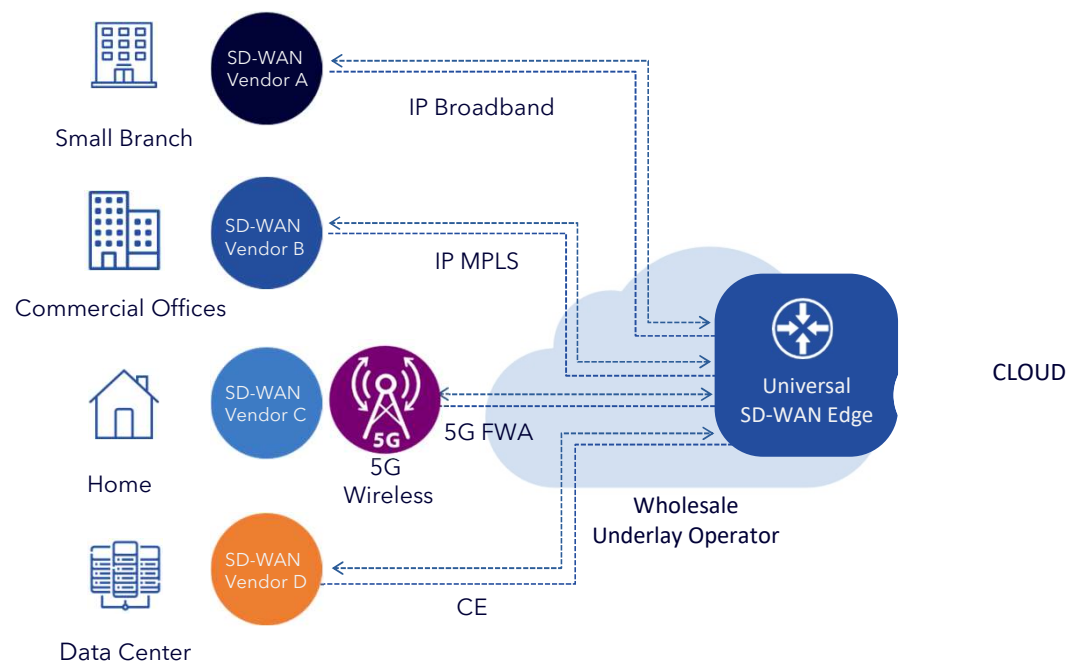 SD-WAN
Vendor A
IP Broadband
Small Branch
SD-WAN
Vendor B
IP MPLS
Commercial Offices
SD-WAN
Vendor C
5G
5G FWA
5G
Wireless
Home
Universal
SD-WAN Edge
CLOUD
Wholesale
Underlay Operator
SD-WAN
Vendor D
CE
Data Center